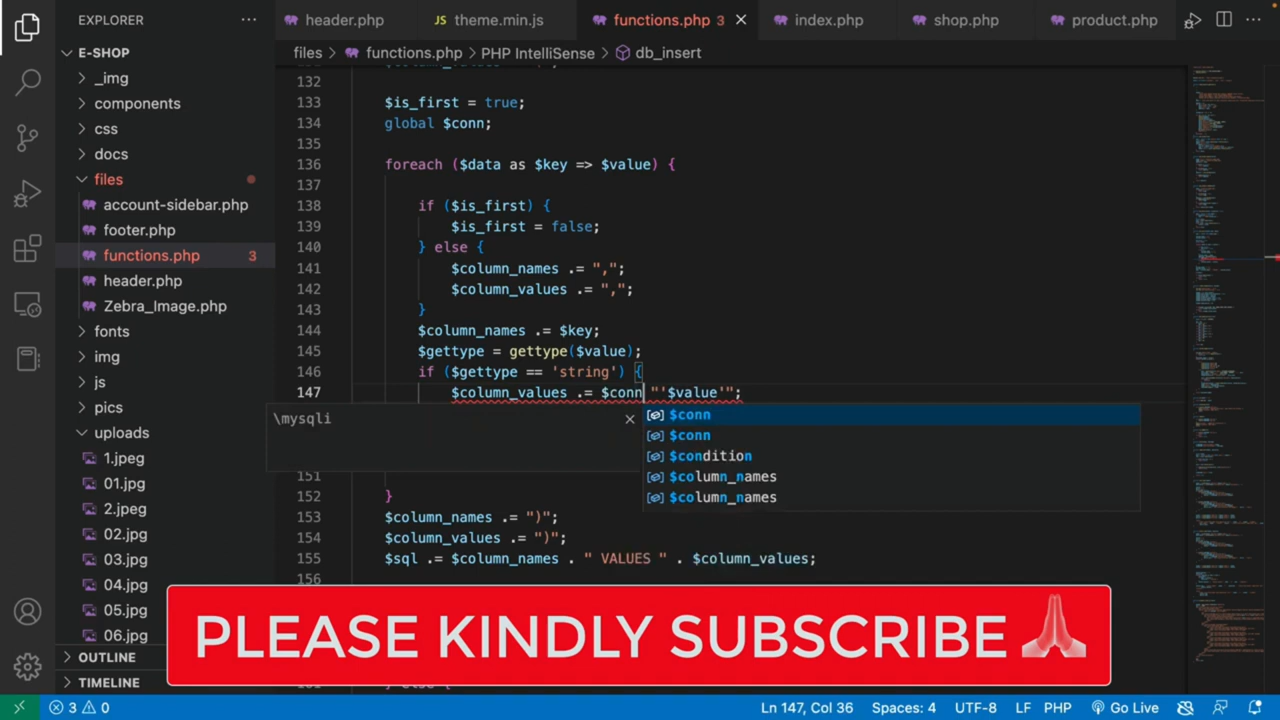 EXPLORER
header.php
JS theme.min.js
functions.php 3
index.php
shop.php
product.php
E-SHOP
files > functions.php > PHP IntelliSense > db_insert
_img
components
css
docs
files
account-sidebar.php
footer.php
functions.php 3
header.php
Zebra_Image.php
fonts
img
js
pics
uploads
1.jpeg
01.jpg
2.jpeg
02.jpg
03.jpg
04.jpg
05.jpg
06.jpg
OUTLINE
TIMELINE
132
133 $is_first = true;
134 global $conn;
135
136 foreach ($data as $key => $value) {
137
138 if ($is_first) {
139 $is_first = false;
140 } else {
141 $column_names .= ",";
142 $column_values .= ",";
143 }
144 $column_names .= $key;
145 $gettype = gettype($value);
146 if ($gettype == 'string') {
147 $column_values .= $conn "'$value'";
\mysqli
$conn
$conn
$condition
$column_names
$column_names
151
152 }
153 $column_names .= ")";
154 $column_values .= ")";
155 $sql .= $column_names . " VALUES " . $column_values;
156
PLEASE KINDLY SUBSCRIBE
3 0
Ln 147, Col 36
Spaces: 4
UTF-8
LF
PHP
Go Live